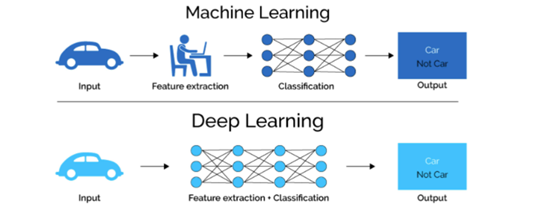 Machine Learning
Car
Not Car
Input
Feature extraction
Classification
Output
Deep Learning
Car
Not Car
Input
Feature extraction + Classification
Output